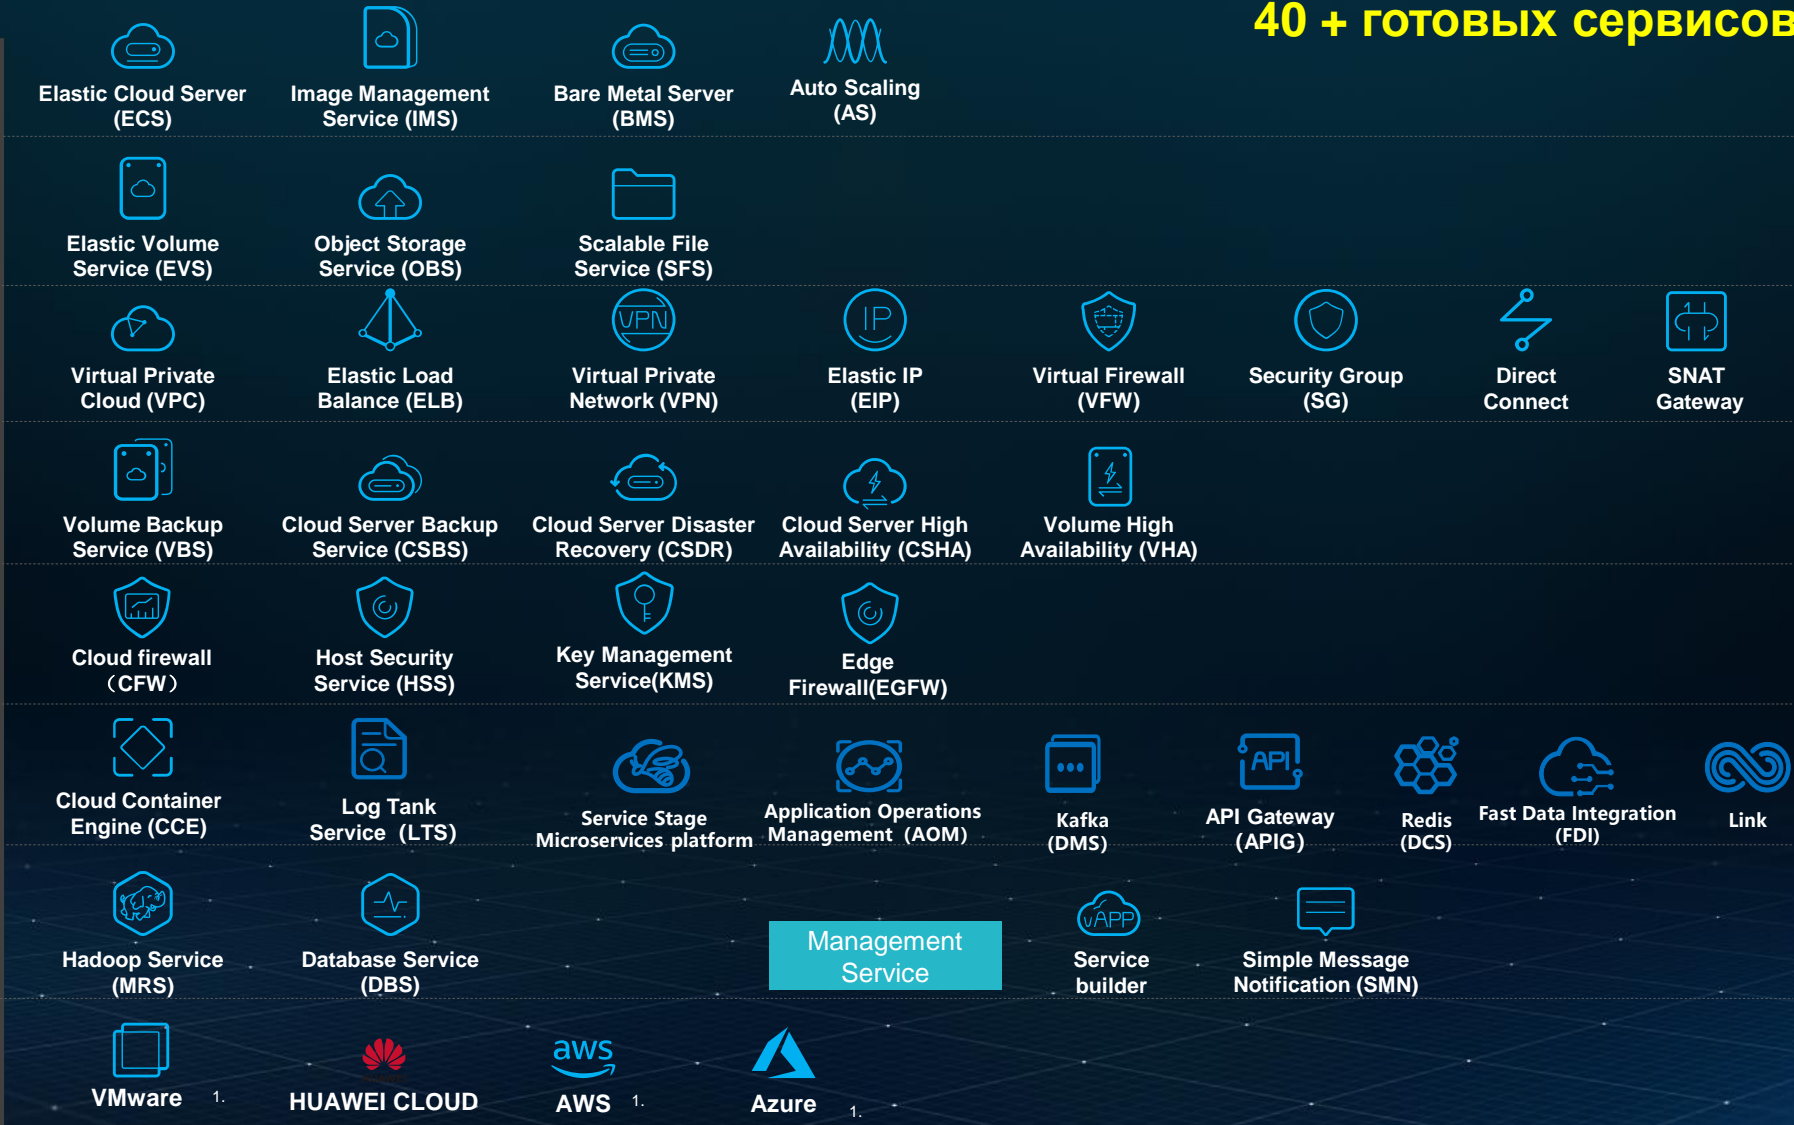 40 + готовых сервисов
Elastic Cloud Server
(ECS)
Image Management
Service (IMS)
Bare Metal Server
(BMS)
Auto Scaling
(AS)
Elastic Volume
Service (EVS)
Object Storage
Service (OBS)
Scalable File
Service (SFS)
VPN
IP
Virtual Private
Cloud (VPC)
Elastic Load
Balance (ELB)
Virtual Private
Network (VPN)
Elastic IP
(EIP)
Virtual Firewall
(VFW)
Security Group
(SG)
Direct
Connect
SNAT
Gateway
Volume Backup
Service (VBS)
Cloud Server Backup
Service (CSBS)
Cloud Server Disaster
Recovery (CSDR)
Cloud Server High
Availability (CSHA)
Volume High
Availability (VHA)
Cloud firewall
（CFW）
Host Security
Service (HSS)
Key Management
Service(KMS)
Edge
Firewall(EGFW)
API
Cloud Container
Engine (CCE)
Log Tank
Service （LTS）
Service Stage
Microservices platform
Application Operations
Management （AOM）
Kafka
(DMS)
API Gateway
(APIG)
Redis
(DCS)
Fast Data Integration
(FDI)
Link
vAPP
Hadoop Service
(MRS)
Database Service
(DBS)
Management
Service
Service
builder
Simple Message
Notification (SMN)
aws
VMware 1.
HUAWEI CLOUD
AWS 1.
Azure 1.